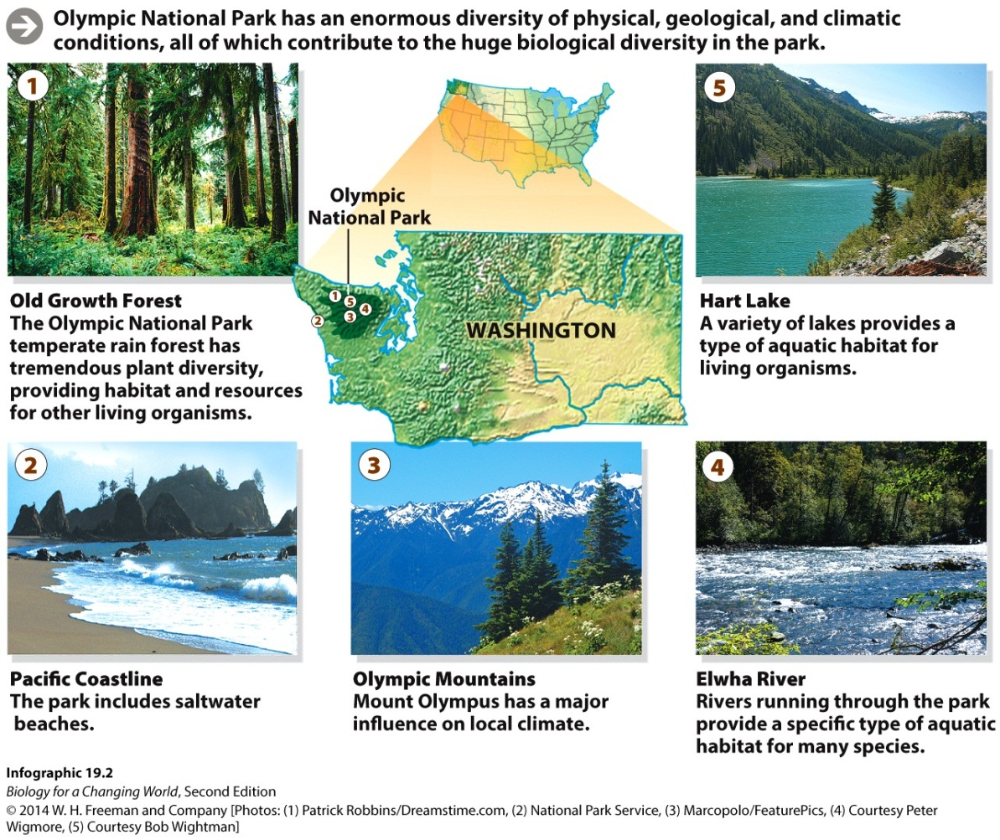 Olympic National Park has an enormous diversity of physical, geological, and climatic
conditions, all of which contribute to the huge biological diversity in the park.
1
Old Growth Forest
The Olympic National Park
temperate rain forest has
tremendous plant diversity,
providing habitat and resources
for other living organisms.
Olympic
National Park
1
5
4
3
2
WASHINGTON
5
Hart Lake
A variety of lakes provides a
type of aquatic habitat for
living organisms.
2
Pacific Coastline
The park includes saltwater
beaches.
3
Olympic Mountains
Mount Olympus has a major
influence on local climate.
4
Elwha River
Rivers running through the park
provide a specific type of aquatic
habitat for many species.
Infographic 19.2
Biology for a Changing World, Second Edition
© 2014 W. H. Freeman and Company [Photos: (1) Patrick Robbins/Dreamstime.com, (2) National Park Service, (3) Marcopolo/FeaturePics, (4) Courtesy Peter
Wigmore, (5) Courtesy Bob Wightman]